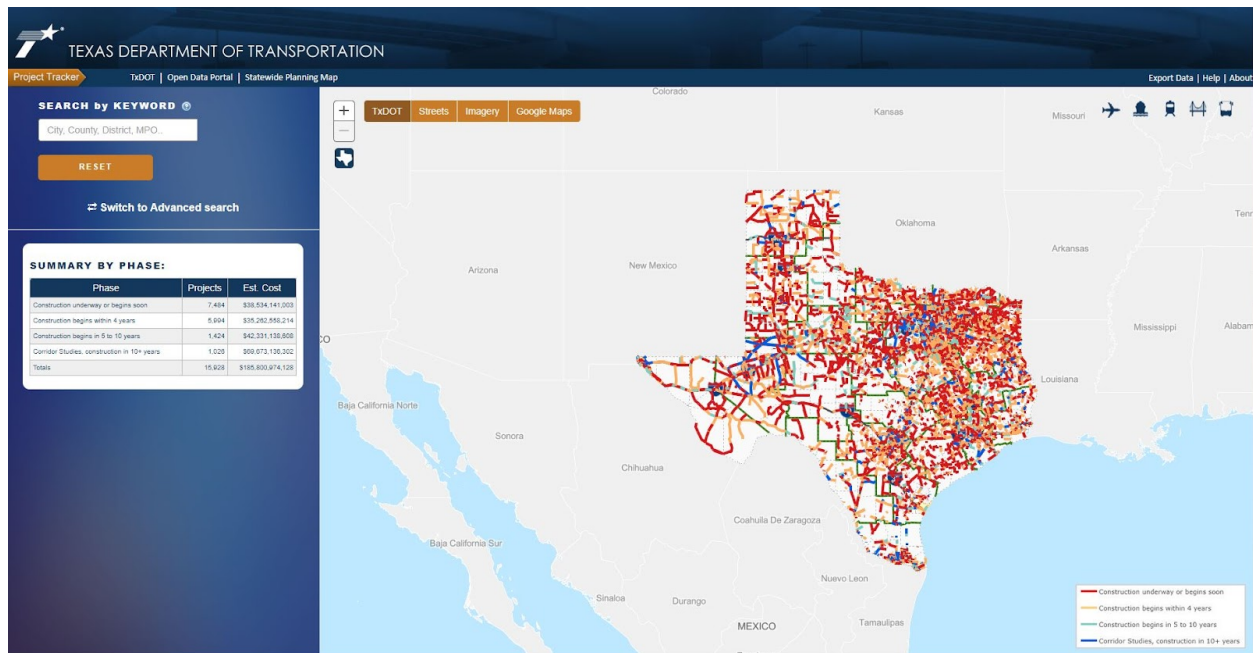 TEXAS DEPARTMENT OF TRANSPORTATION
Project Tracker
TxDOT | Open Data Portal | Statewide Planning Map
Export Data | Help | About
SEARCH by KEYWORD ?
City, County, District, MPO...
RESET
Switch to Advanced search
SUMMARY BY PHASE:
Phase Projects Est. Cost
Construction underway or begins soon 7,484 $38,534,141,003
Construction begins within 4 years 5,994 $35,262,558,214
Construction begins in 5 to 10 years 1,424 $42,331,138,608
Corridor Studies, construction in 10+ years 1,026 $69,673,136,302
Totals 15,928 $185,800,974,128
+
−
TxDOT Streets Imagery Google Maps
Colorado
Kansas
Missouri
Oklahoma
Tenn
Arkansas
New Mexico
Arizona
Mississippi
Alabam
CO
Louisiana
Baja California Norte
Sonora
Chihuahua
Coahuila De Zaragoza
Baja California Sur
Nuevo Leon
Sinaloa
Durango
MEXICO
Tamaulipas
Construction underway or begins soon
Construction begins within 4 years
Construction begins in 5 to 10 years
Corridor Studies, construction in 10+ years